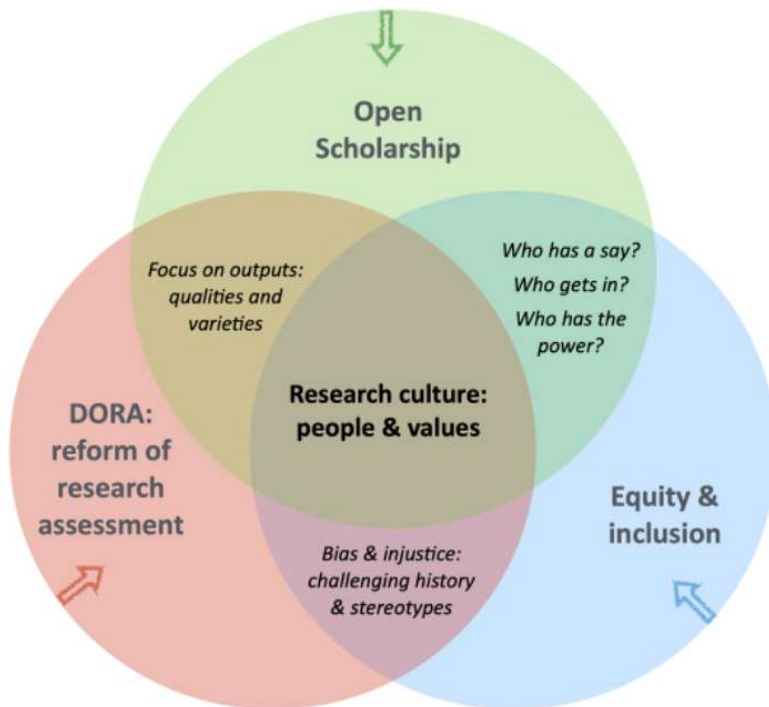 Open
Scholarship
Focus on outputs:
qualities and
varieties
Who has a say?
Who gets in?
Who has the
power?
Research culture:
people & values
DORA:
reform of
research
assessment
Equity &
inclusion
Bias & injustice:
challenging history
& stereotypes